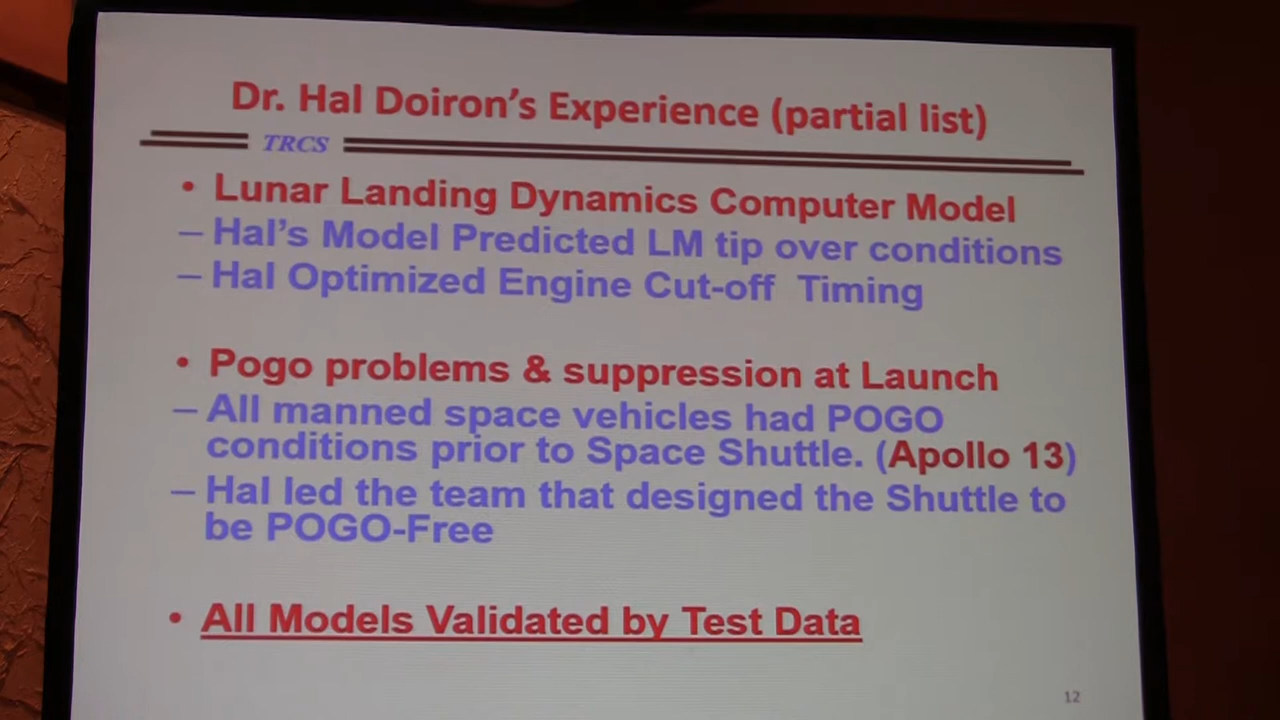 Dr. Hal Doiron's Experience (partial list)
TRCS
• Lunar Landing Dynamics Computer Model
– Hal's Model Predicted LM tip over conditions
– Hal Optimized Engine Cut-off Timing
• Pogo problems & suppression at Launch
– All manned space vehicles had POGO
conditions prior to Space Shuttle. (Apollo 13)
– Hal led the team that designed the Shuttle to
be POGO-Free
• All Models Validated by Test Data
12